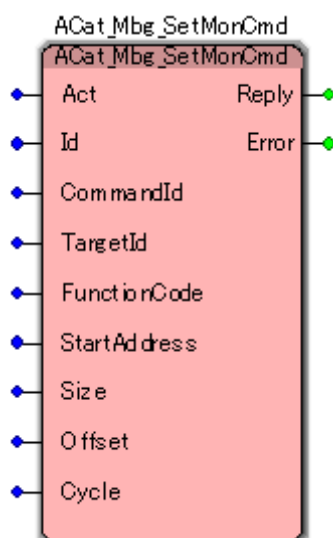 ACat_Mbg_SetMonCmd
ACat_Mbg_SetMonCmd
Act Reply
Id Error
CommandId
TargetId
FunctionCode
StartAddress
Size
Offset
Cycle